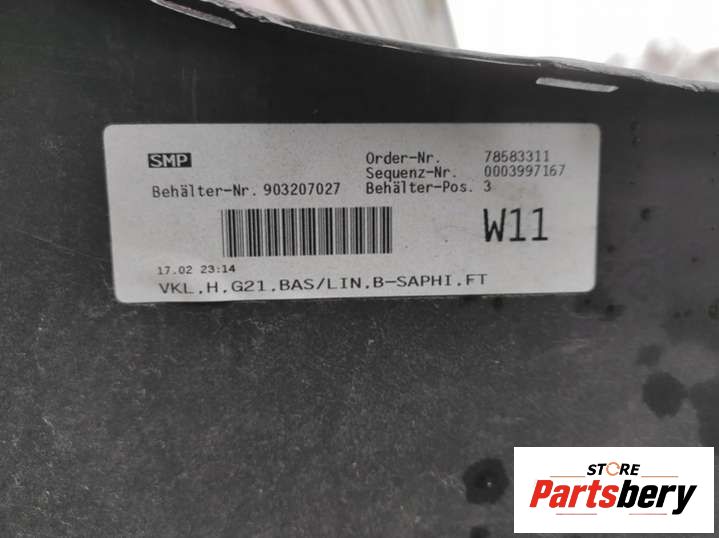 SMP
Order-Nr. 78583311
Sequenz-Nr. 0003997167
Behälter-Nr. 903207027 Behälter-Pos. 3
W11
17.02 23:14
VKL.H.G21.BAS/LIN.B-SAPHI.FT
STORE
Partsbery